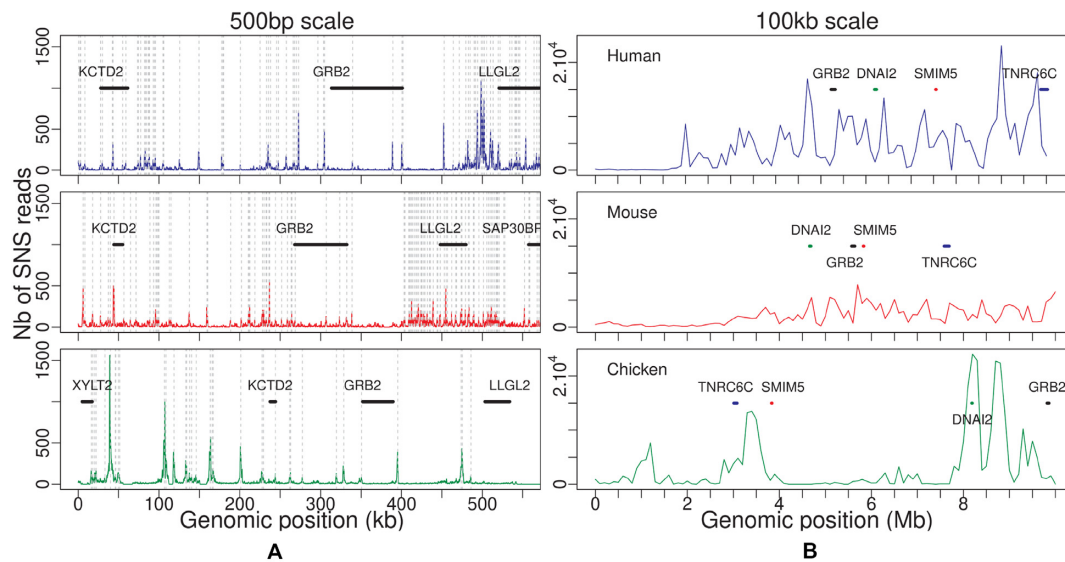 500bp scale
100kb scale
Nb of SNS reads
1500
500
0
KCTD2
GRB2
LLGL2
1500
500
0
KCTD2
GRB2
LLGL2
SAP30BP
1500
500
0
XYLT2
KCTD2
GRB2
LLGL2
0 100 200 300 400 500
Genomic position (kb)
A
2.10⁴
0
Human
GRB2 DNAI2 SMIM5 TNRC6C
2.10⁴
0
Mouse
DNAI2 SMIM5
GRB2 TNRC6C
2.10⁴
0
Chicken
TNRC6C SMIM5
DNAI2
GRB2
0 2 4 6 8
Genomic position (Mb)
B